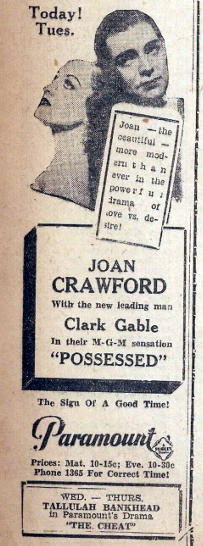 Today!
Tues.
Joan — the
beautiful —
more mod-
ern than
ever in the
powerful
drama of
love vs. de-
sire!
JOAN
CRAWFORD
With the new leading man
Clark Gable
In their M-G-M sensation
"POSSESSED"
The Sign Of A Good Time!
Paramount
PUBLIX
Prices: Mat. 10-15c; Eve. 10-30c
Phone 1365 For Correct Time!
WED. — THURS.
TALLULAH BANKHEAD
in Paramount's Drama
"THE CHEAT"